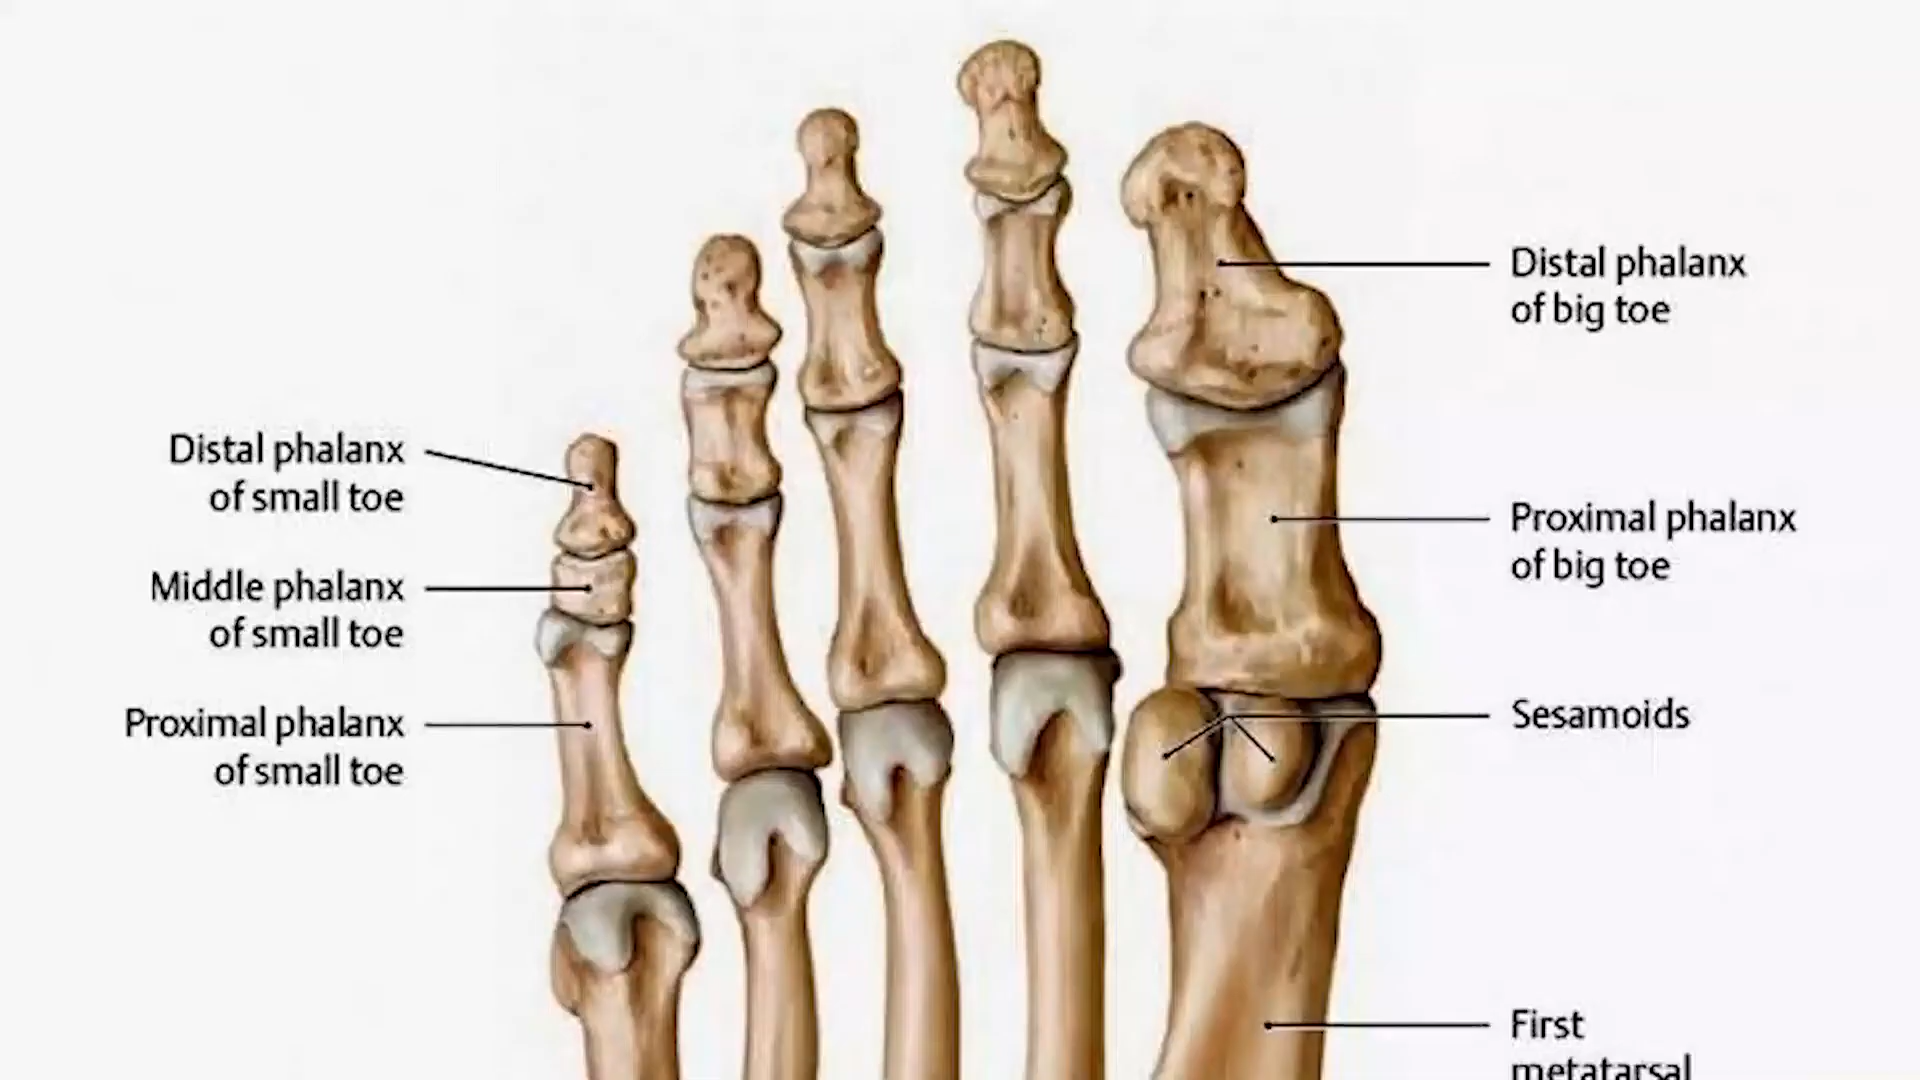 Distal phalanx
of small toe
Middle phalanx
of small toe
Proximal phalanx
of small toe
Distal phalanx
of big toe
Proximal phalanx
of big toe
Sesamoids
First
metatarsal